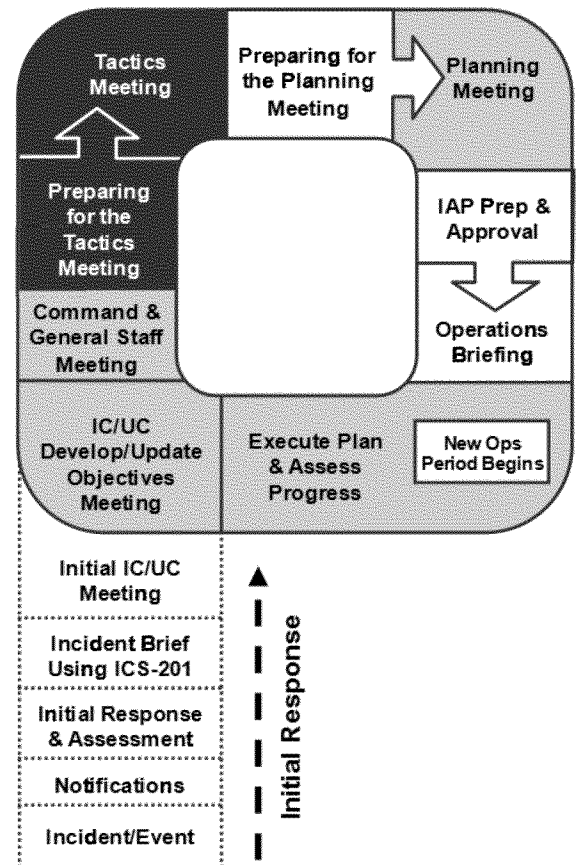 Tactics
Meeting
Preparing for
the Planning
Meeting
Planning
Meeting
Preparing
for the
Tactics
Meeting
IAP Prep &
Approval
Command &
General Staff
Meeting
Operations
Briefing
IC/UC
Develop/Update
Objectives
Meeting
Execute Plan
& Assess
Progress
New Ops
Period Begins
Initial IC/UC
Meeting
Incident Brief
Using ICS-201
Initial Response
& Assessment
Notifications
Incident/Event
Initial Response